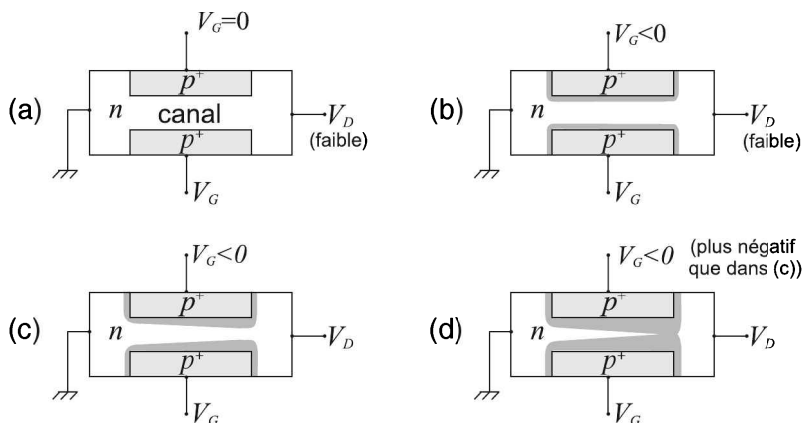 V_G=0
(a)
p⁺
n
canal
p⁺
V_D
(faible)
V_G
V_G<0
(b)
p⁺
n
p⁺
V_D
(faible)
V_G
V_G<0
(c)
p⁺
n
p⁺
V_D
V_G
V_G<0
(plus négatif
que dans (c))
(d)
p⁺
n
p⁺
V_D
V_G